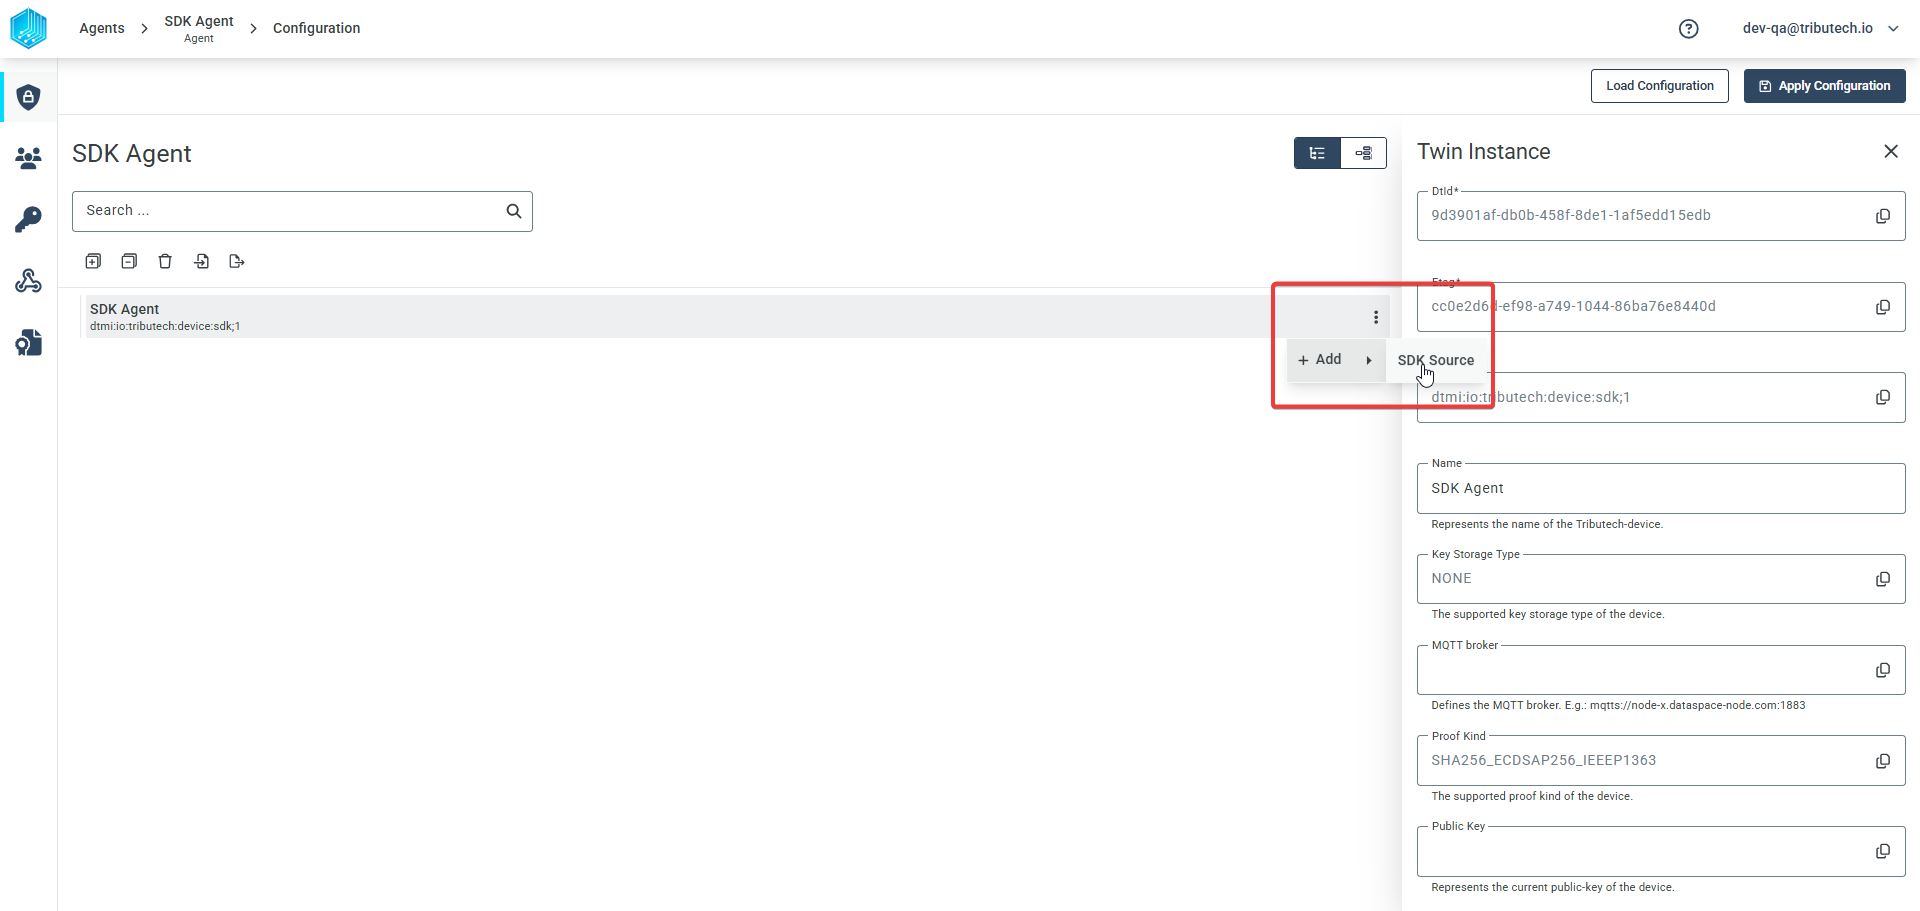 Agents
SDK Agent
Agent
Configuration
dev-qa@tributech.io
Load Configuration
Apply Configuration
SDK Agent
Search ...
SDK Agent
dtmi:io:tributech:device:sdk;1
+ Add
SDK Source
Twin Instance
DtId*
9d3901af-db0b-458f-8de1-1af5edd15edb
Etag*
cc0e2d6d-ef98-a749-1044-86ba76e8440d
dtmi:io:tributech:device:sdk;1
Name
SDK Agent
Represents the name of the Tributech-device.
Key Storage Type
NONE
The supported key storage type of the device.
MQTT broker
Defines the MQTT broker. E.g.: mqtts://node-x.dataspace-node.com:1883
Proof Kind
SHA256_ECDSAP256_IEEEP1363
The supported proof kind of the device.
Public Key
Represents the current public-key of the device.